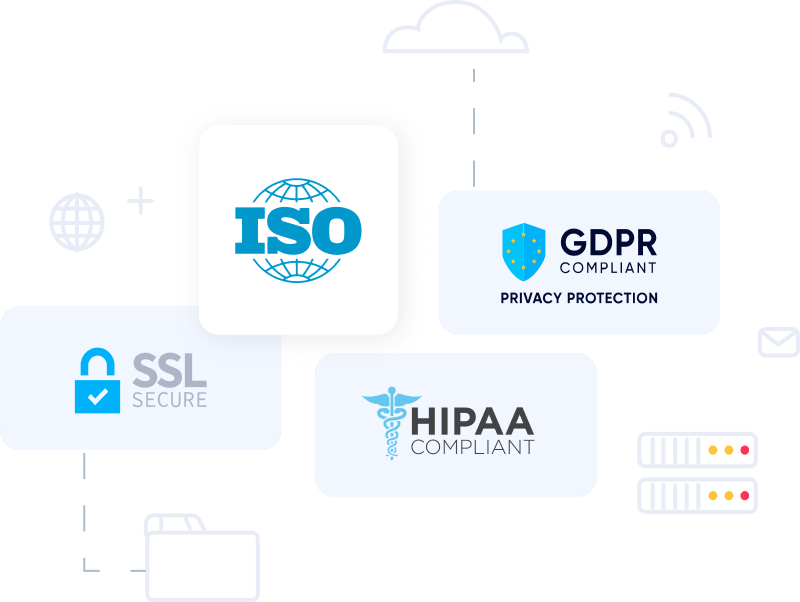 ISO
GDPR
COMPLIANT
PRIVACY PROTECTION
SSL
SECURE
HIPAA
COMPLIANT